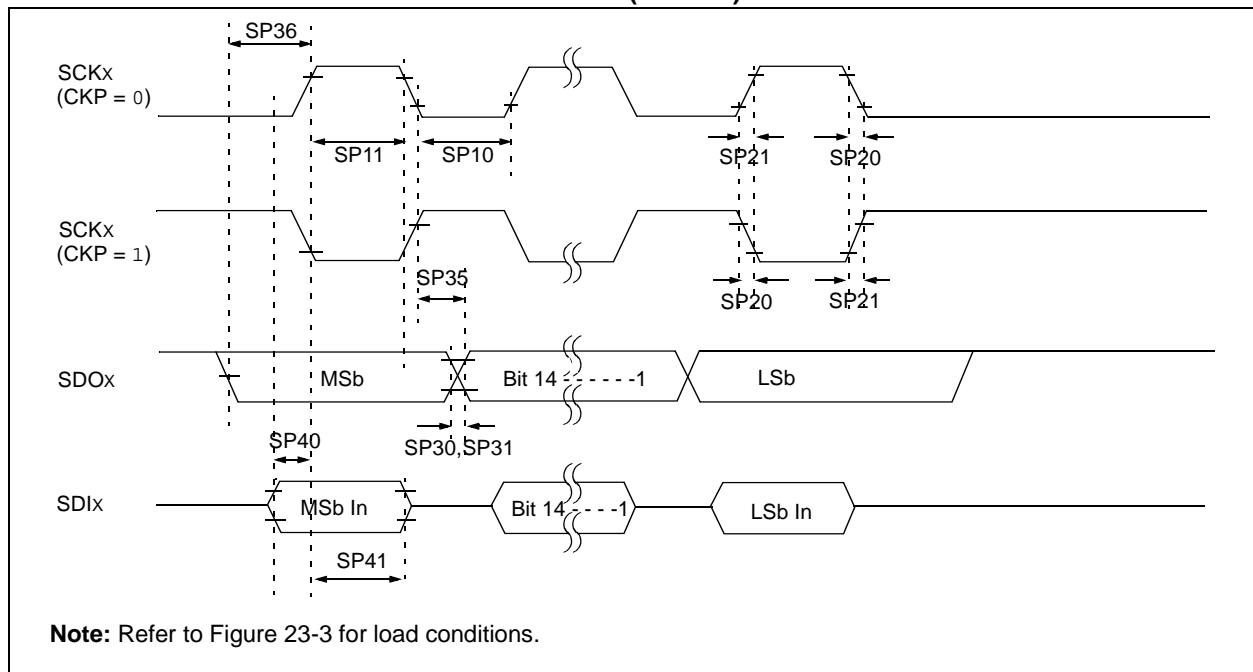 SP36
SCKX
(CKP = 0)
SP11
SP10
SP21
SP20
SCKX
(CKP = 1)
SP35
SP20
SP21
SDOX
MSb
Bit 14 - - - - - -1
LSb
SP40
SP30,SP31
SDIX
MSb In
Bit 14 - - - -1
LSb In
SP41
Note: Refer to Figure 23-3 for load conditions.